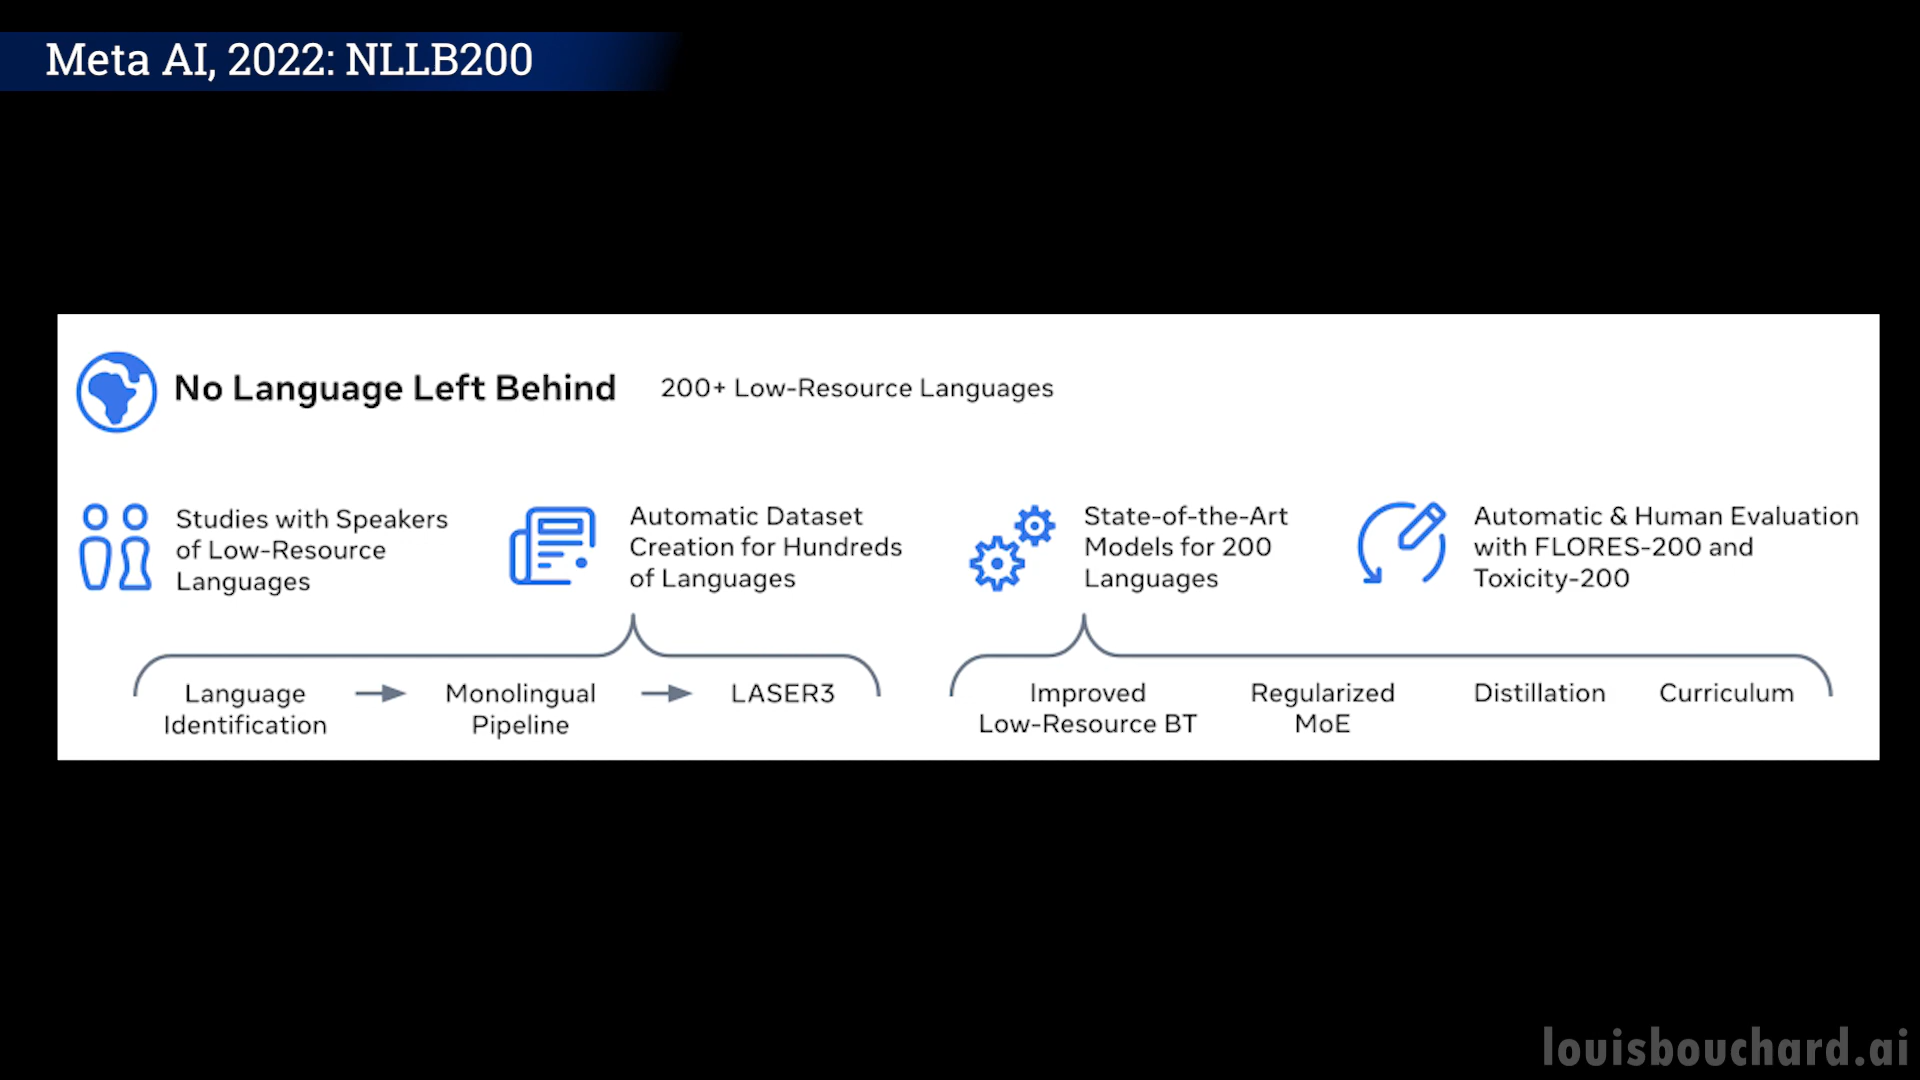 Meta AI, 2022: NLLB200
No Language Left Behind
200+ Low-Resource Languages
Studies with Speakers
of Low-Resource
Languages
Automatic Dataset
Creation for Hundreds
of Languages
State-of-the-Art
Models for 200
Languages
Automatic & Human Evaluation
with FLORES-200 and
Toxicity-200
Language
Identification
Monolingual
Pipeline
LASER3
Improved
Low-Resource BT
Regularized
MoE
Distillation
Curriculum
louisbouchard.ai